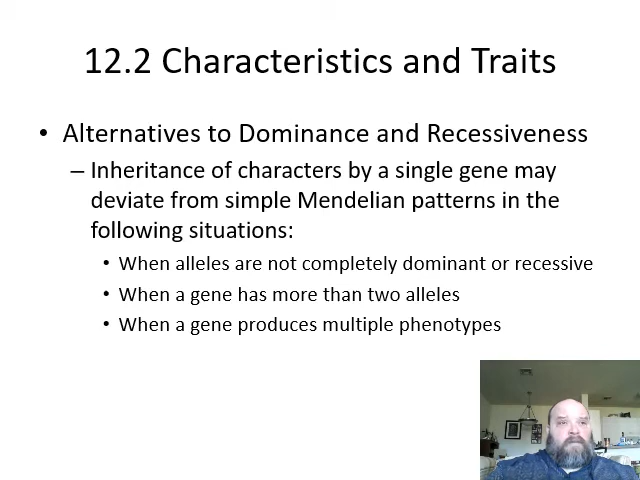 12.2 Characteristics and Traits
• Alternatives to Dominance and Recessiveness
– Inheritance of characters by a single gene may
deviate from simple Mendelian patterns in the
following situations:
• When alleles are not completely dominant or recessive
• When a gene has more than two alleles
• When a gene produces multiple phenotypes